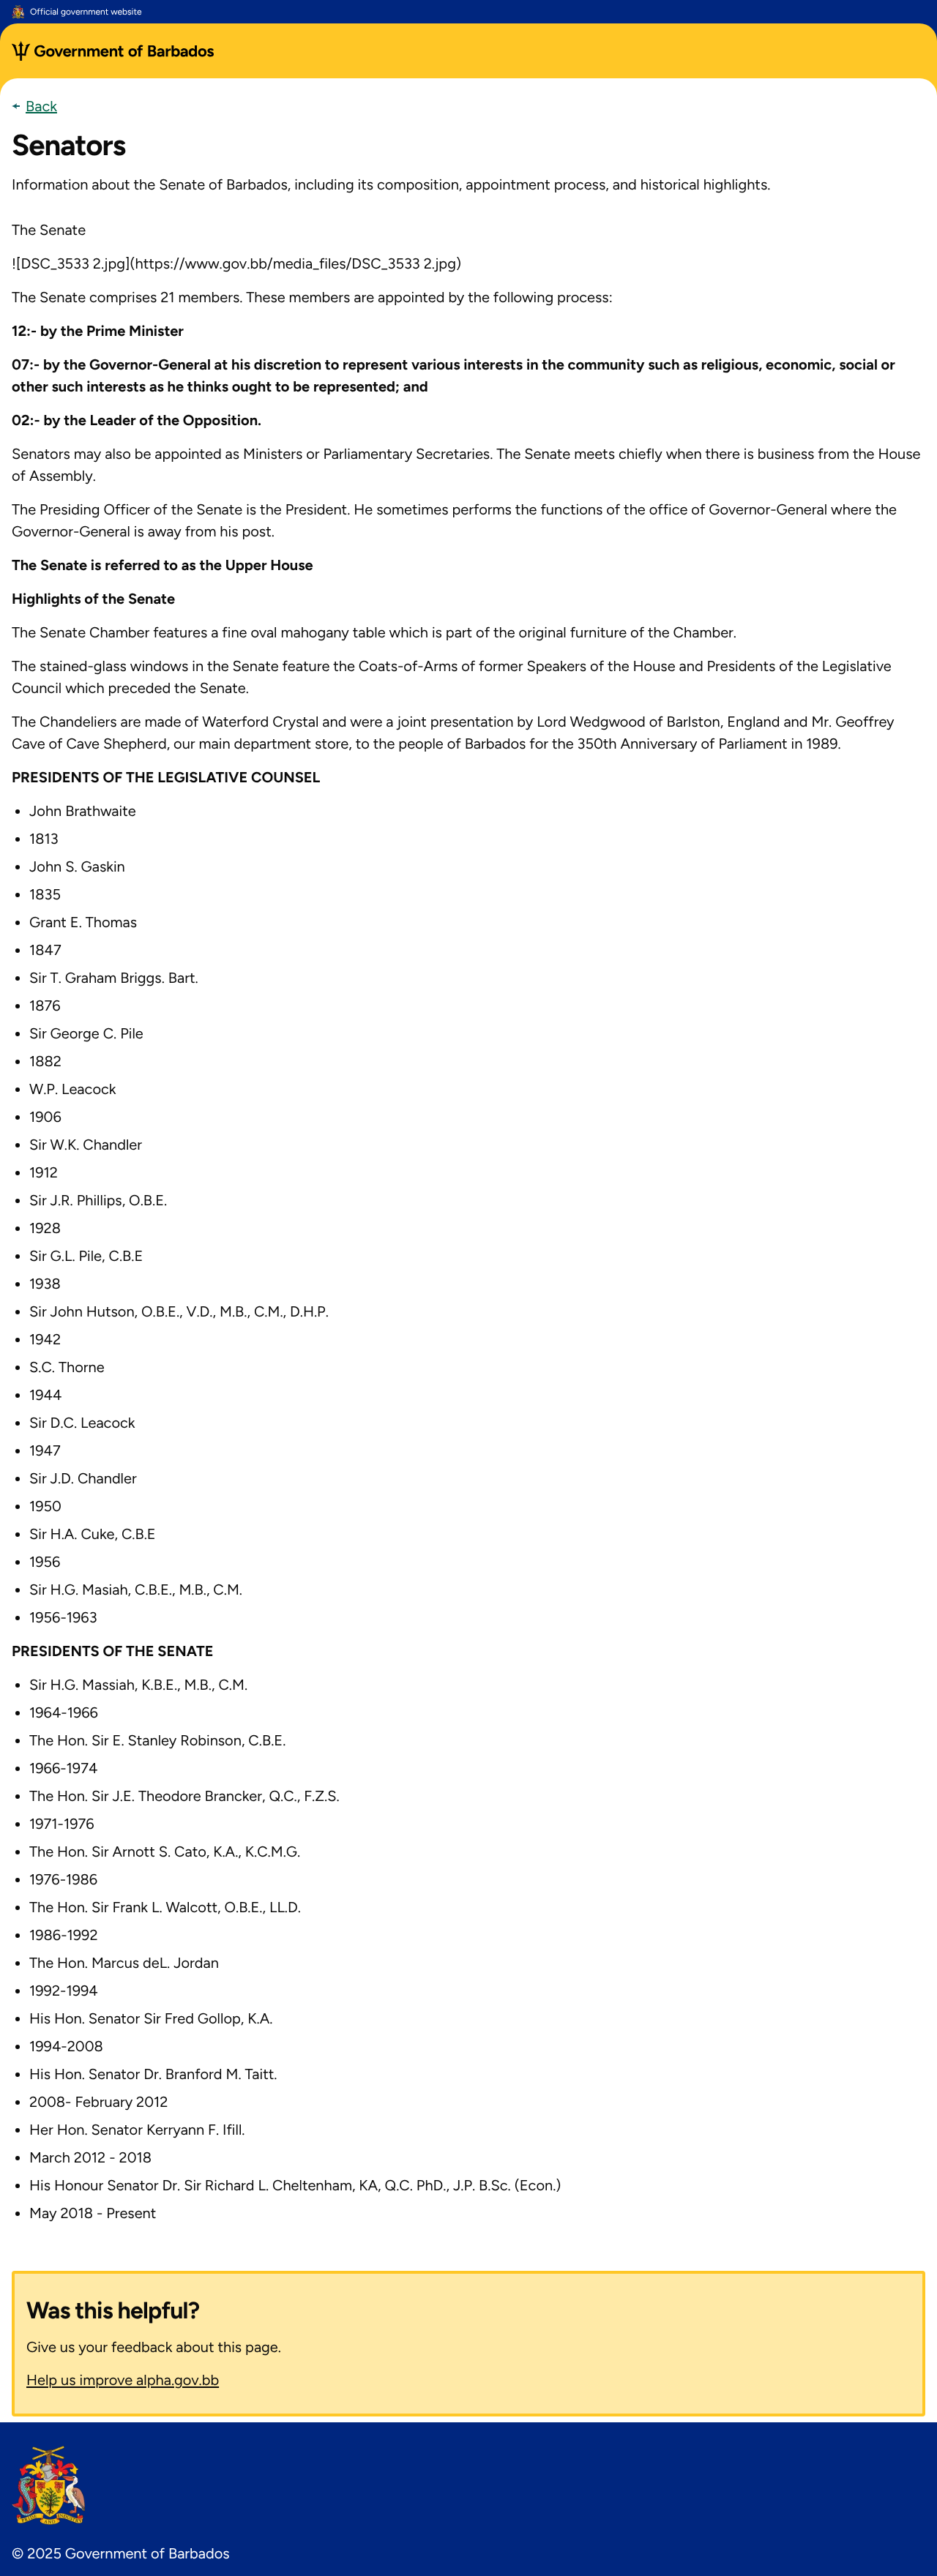 Official government website
Government of Barbados
Back
Senators
Information about the Senate of Barbados, including its composition, appointment process, and historical highlights.
The Senate
![DSC_3533 2.jpg](https://www.gov.bb/media_files/DSC_3533 2.jpg)
The Senate comprises 21 members. These members are appointed by the following process:
12:- by the Prime Minister
07:- by the Governor-General at his discretion to represent various interests in the community such as religious, economic, social or
other such interests as he thinks ought to be represented; and
02:- by the Leader of the Opposition.
Senators may also be appointed as Ministers or Parliamentary Secretaries. The Senate meets chiefly when there is business from the House
of Assembly.
The Presiding Officer of the Senate is the President. He sometimes performs the functions of the office of Governor-General where the
Governor-General is away from his post.
The Senate is referred to as the Upper House
Highlights of the Senate
The Senate Chamber features a fine oval mahogany table which is part of the original furniture of the Chamber.
The stained-glass windows in the Senate feature the Coats-of-Arms of former Speakers of the House and Presidents of the Legislative
Council which preceded the Senate.
The Chandeliers are made of Waterford Crystal and were a joint presentation by Lord Wedgwood of Barlston, England and Mr. Geoffrey
Cave of Cave Shepherd, our main department store, to the people of Barbados for the 350th Anniversary of Parliament in 1989.
PRESIDENTS OF THE LEGISLATIVE COUNSEL
• John Brathwaite
• 1813
• John S. Gaskin
• 1835
• Grant E. Thomas
• 1847
• Sir T. Graham Briggs. Bart.
• 1876
• Sir George C. Pile
• 1882
• W.P. Leacock
• 1906
• Sir W.K. Chandler
• 1912
• Sir J.R. Phillips, O.B.E.
• 1928
• Sir G.L. Pile, C.B.E
• 1938
• Sir John Hutson, O.B.E., V.D., M.B., C.M., D.H.P.
• 1942
• S.C. Thorne
• 1944
• Sir D.C. Leacock
• 1947
• Sir J.D. Chandler
• 1950
• Sir H.A. Cuke, C.B.E
• 1956
• Sir H.G. Masiah, C.B.E., M.B., C.M.
• 1956-1963
PRESIDENTS OF THE SENATE
• Sir H.G. Massiah, K.B.E., M.B., C.M.
• 1964-1966
• The Hon. Sir E. Stanley Robinson, C.B.E.
• 1966-1974
• The Hon. Sir J.E. Theodore Brancker, Q.C., F.Z.S.
• 1971-1976
• The Hon. Sir Arnott S. Cato, K.A., K.C.M.G.
• 1976-1986
• The Hon. Sir Frank L. Walcott, O.B.E., LL.D.
• 1986-1992
• The Hon. Marcus deL. Jordan
• 1992-1994
• His Hon. Senator Sir Fred Gollop, K.A.
• 1994-2008
• His Hon. Senator Dr. Branford M. Taitt.
• 2008- February 2012
• Her Hon. Senator Kerryann F. Ifill.
• March 2012 - 2018
• His Honour Senator Dr. Sir Richard L. Cheltenham, KA, Q.C. PhD., J.P. B.Sc. (Econ.)
• May 2018 - Present
Was this helpful?
Give us your feedback about this page.
Help us improve alpha.gov.bb
© 2025 Government of Barbados